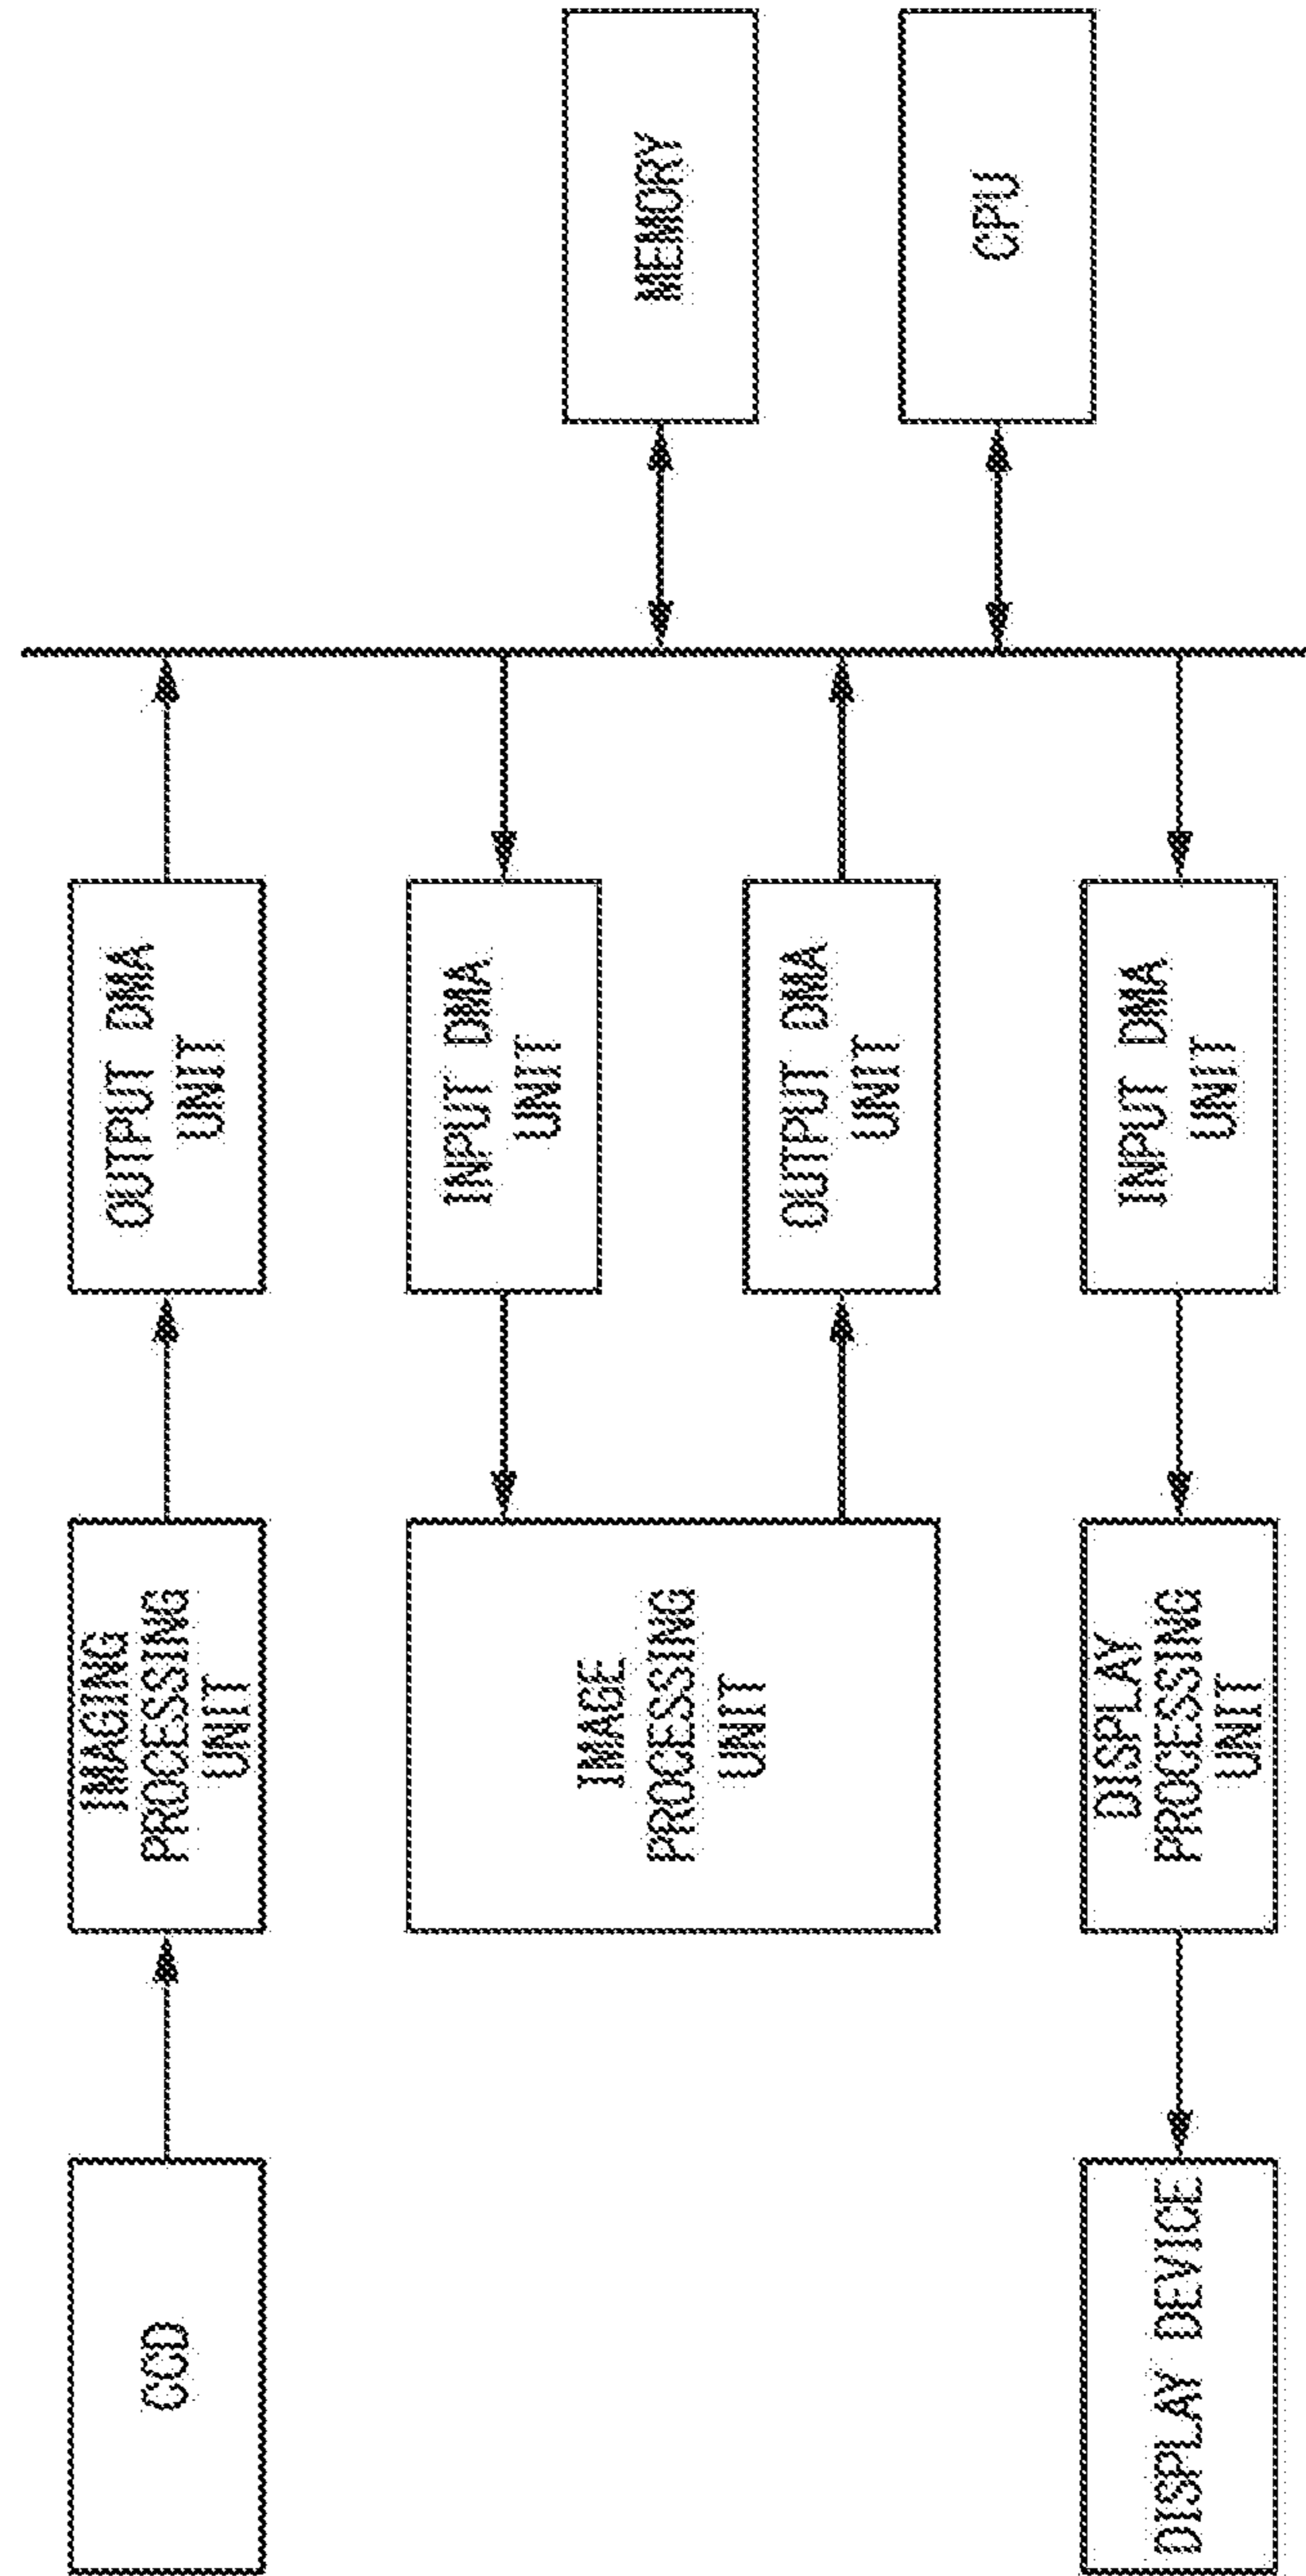 CCD
IMAGING
PROCESSING
UNIT
OUTPUT DMA
UNIT
IMAGE
PROCESSING
UNIT
INPUT DMA
UNIT
OUTPUT DMA
UNIT
MEMORY
CPU
DISPLAY DEVICE
DISPLAY
PROCESSING
UNIT
INPUT DMA
UNIT